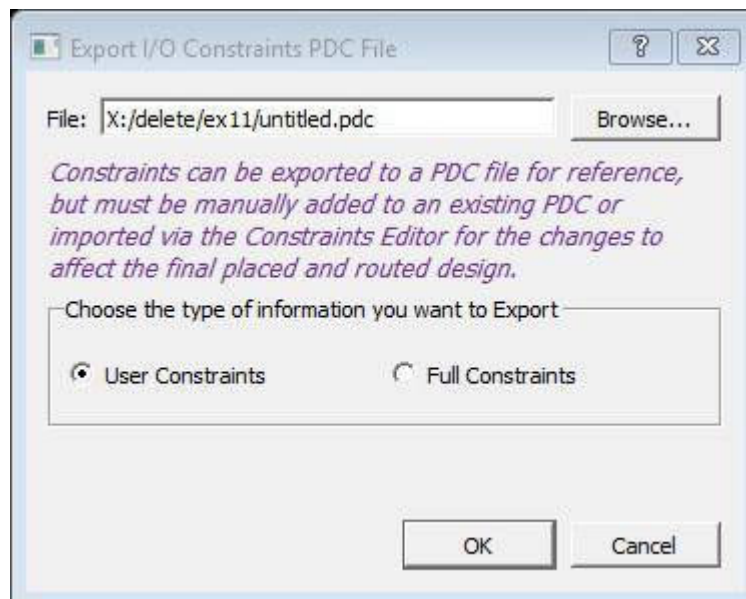 Export I/O Constraints PDC File
File: X:/delete/ex11/untitled.pdc Browse...
Constraints can be exported to a PDC file for reference,
but must be manually added to an existing PDC or
imported via the Constraints Editor for the changes to
affect the final placed and routed design.
Choose the type of information you want to Export
User Constraints Full Constraints
OK Cancel